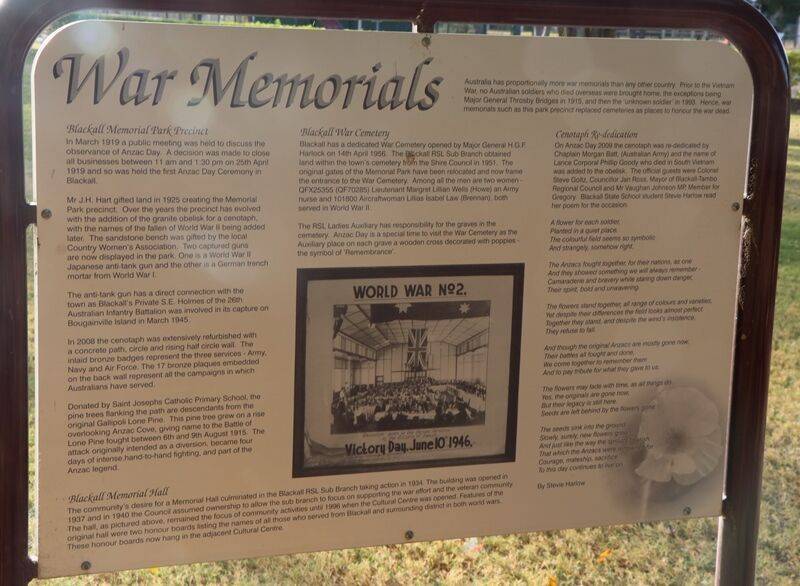 War Memorials
Australia has proportionally more war memorials than any other country. Prior to the Vietnam
War, no Australian soldiers who died overseas were brought home, the exceptions being
Major General Throsby Bridges in 1915, and then the 'unknown soldier' in 1993. Hence, war
memorials such as this park precinct replaced cemeteries as places to honour the war dead.
Blackall Memorial Park Precinct
In March 1919 a public meeting was held to discuss the
observance of Anzac Day. A decision was made to close
all businesses between 11 am and 1:30 pm on 25th April
1919 and so was held the first Anzac Day Ceremony in
Blackall.
Mr J.H. Hart gifted land in 1925 creating the Memorial
Park precinct. Over the years the precinct has evolved
with the addition of the granite obelisk for a cenotaph,
with the names of the fallen of World War II being added
later. The sandstone bench was gifted by the local
Country Women's Association. Two captured guns
are now displayed in the park. One is a World War II
Japanese anti-tank gun and the other is a German trench
mortar from World War I.
The anti-tank gun has a direct connection with the
town as Blackall's Private S.E. Holmes of the 26th
Australian Infantry Battalion was involved in its capture on
Bougainville Island in March 1945.
In 2008 the cenotaph was extensively refurbished with
a concrete path, circle and rising half circle wall. The
inlaid bronze badges represent the three services - Army,
Navy and Air Force. The 17 bronze plaques embedded
on the back wall represent all the campaigns in which
Australians have served.
Donated by Saint Josephs Catholic Primary School, the
pine trees flanking the path are descendants from the
original Gallipoli Lone Pine. This pine tree grew on a rise
overlooking Anzac Cove, giving name to the Battle of
Lone Pine fought between 6th and 9th August 1915. The
attack originally intended as a diversion, became four
days of intense hand-to-hand fighting, and part of the
Anzac legend.
Blackall War Cemetery
Blackall has a dedicated War Cemetery opened by Major General H.G.F.
Harlock on 14th April 1956. The Blackall RSL Sub Branch obtained
land within the town's cemetery from the Shire Council in 1951. The
original gates of the Memorial Park have been relocated and now frame
the entrance to the War Cemetery. Among all the men are two women -
QFX25355 (QF70285) Lieutenant Margret Lillian Wells (Howe) an Army
nurse and 101800 Aircraftwoman Lillias Isabel Law (Brennan), both
served in World War II.
The RSL Ladies Auxiliary has responsibility for the graves in the
cemetery. Anzac Day is a special time to visit the War Cemetery as the
Auxiliary place on each grave a wooden cross decorated with poppies -
the symbol of 'Remembrance'.
WORLD WAR No2.
Victory Day, June 10 1946.
Cenotaph Re-dedication
On Anzac Day 2009 the cenotaph was re-dedicated by
Chaplain Morgan Batt, (Australian Army) and the name of
Lance Corporal Phillip Goody who died in South Vietnam
was added to the obelisk. The official guests were Colonel
Steve Goltz, Councillor Jan Ross, Mayor of Blackall-Tambo
Regional Council and Mr Vaughan Johnson MP, Member for
Gregory. Blackall State School student Stevie Harlow read
her poem for the occasion.
A flower for each soldier,
Planted in a quiet place.
The colourful field seems so symbolic
And strangely, somehow right.
The Anzacs fought together, for their nations, as one
And they showed something we will always remember -
Camaraderie and bravery while staring down danger,
Their spirit, bold and unwavering.
The flowers stand together, all range of colours and varieties,
Yet despite their differences the field looks almost perfect
Together they stand, and despite the wind's insistence,
They refuse to fall.
And though the original Anzacs are mostly gone now,
Their battles all fought and done,
We come together to remember them
And to pay tribute for what they gave to us.
The flowers may fade with time, as all things do
Yes, the originals are gone now,
But their legacy is still here.
Seeds are left behind by the flowers gone
The seeds sink into the ground
Slowly, surely, new flowers grow
And just like way the
That which the Anzacs were
Courage, mateship, sacrifice
To this day continues to live on.
By Stevie Harlow
Blackall Memorial Hall
The community's desire for a Memorial Hall culminated in the Blackall RSL Sub Branch taking action in 1934. The building was opened in
1937 and in 1940 the Council assumed ownership to allow the sub branch to focus on supporting the war effort and the veteran community
The hall, as pictured above, remained the focus of community activities until 1996 when the Cultural Centre was opened. Features of the
original hall were two honour boards listing the names of all those who served from Blackall and surrounding district in both world wars.
These honour boards now hang in the adjacent Cultural Centre.